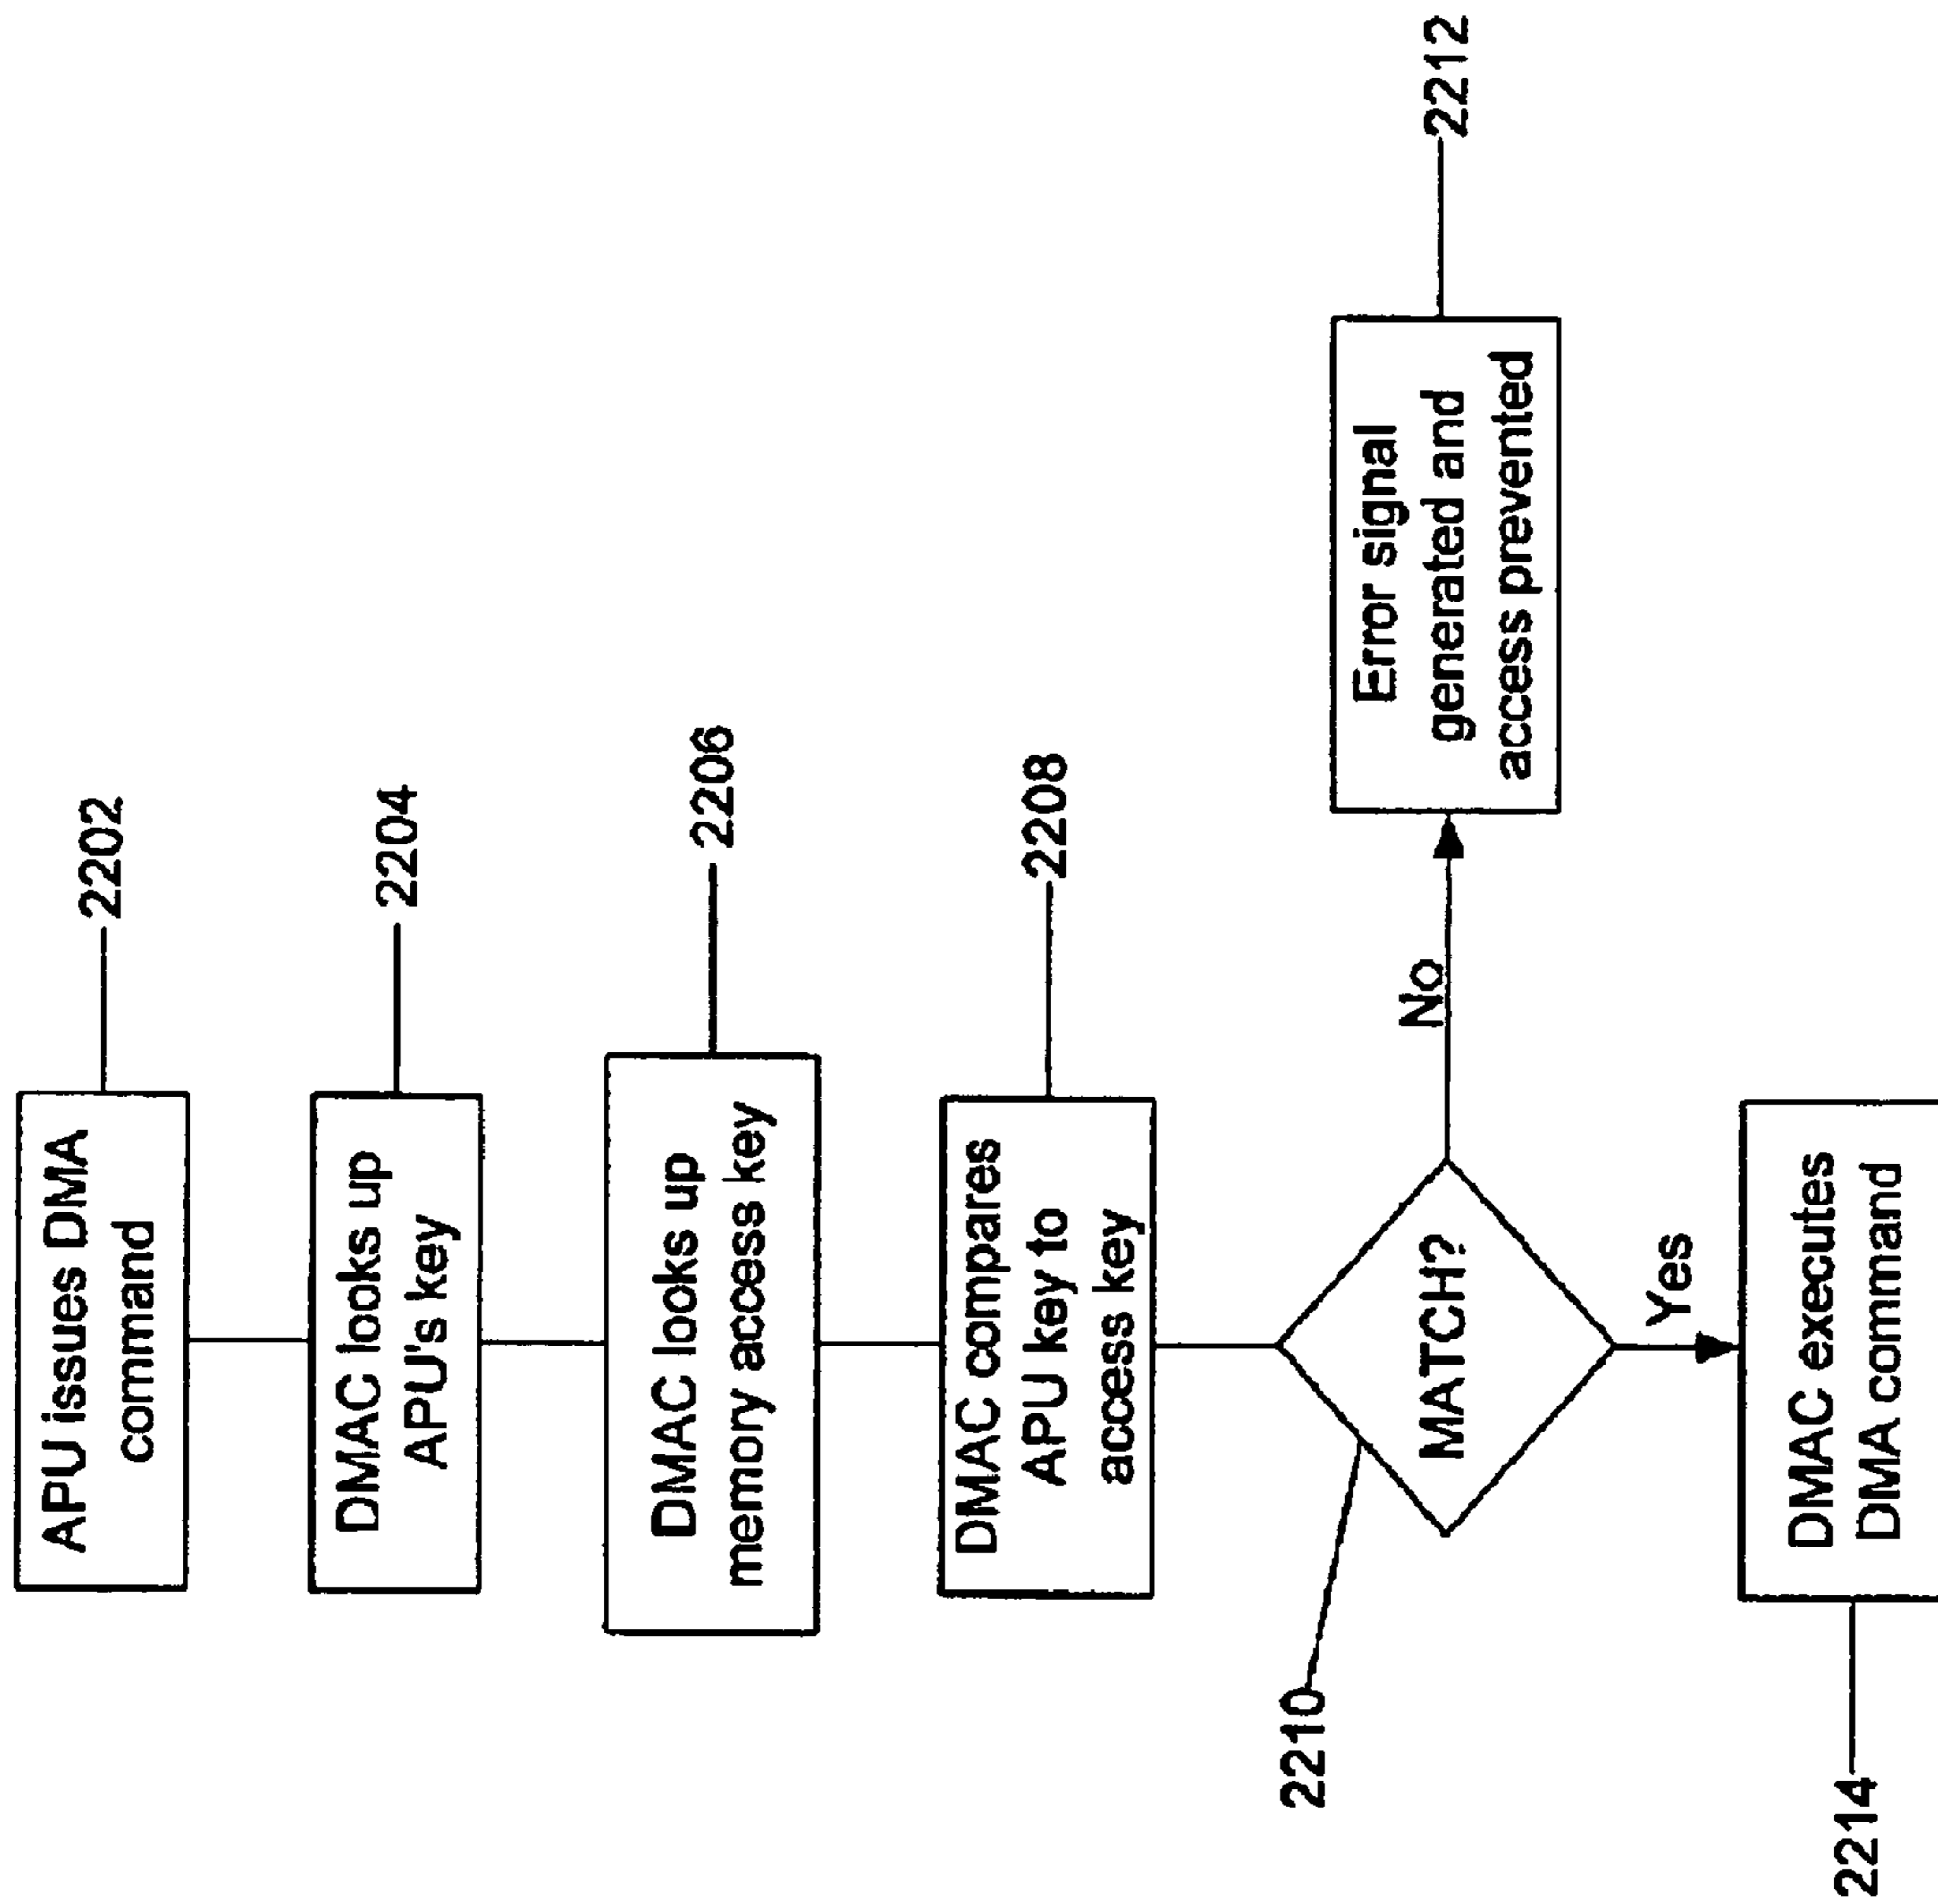 APU issues DMA
command
2202
DMAC looks up
APU's key
2204
DMAC looks up
memory access key
2206
DMAC compares
APU key to
access key
2208
MATCH?
2210
No
Error signal
generated and
access prevented
2212
Yes
DMAC executes
DMA command
2214